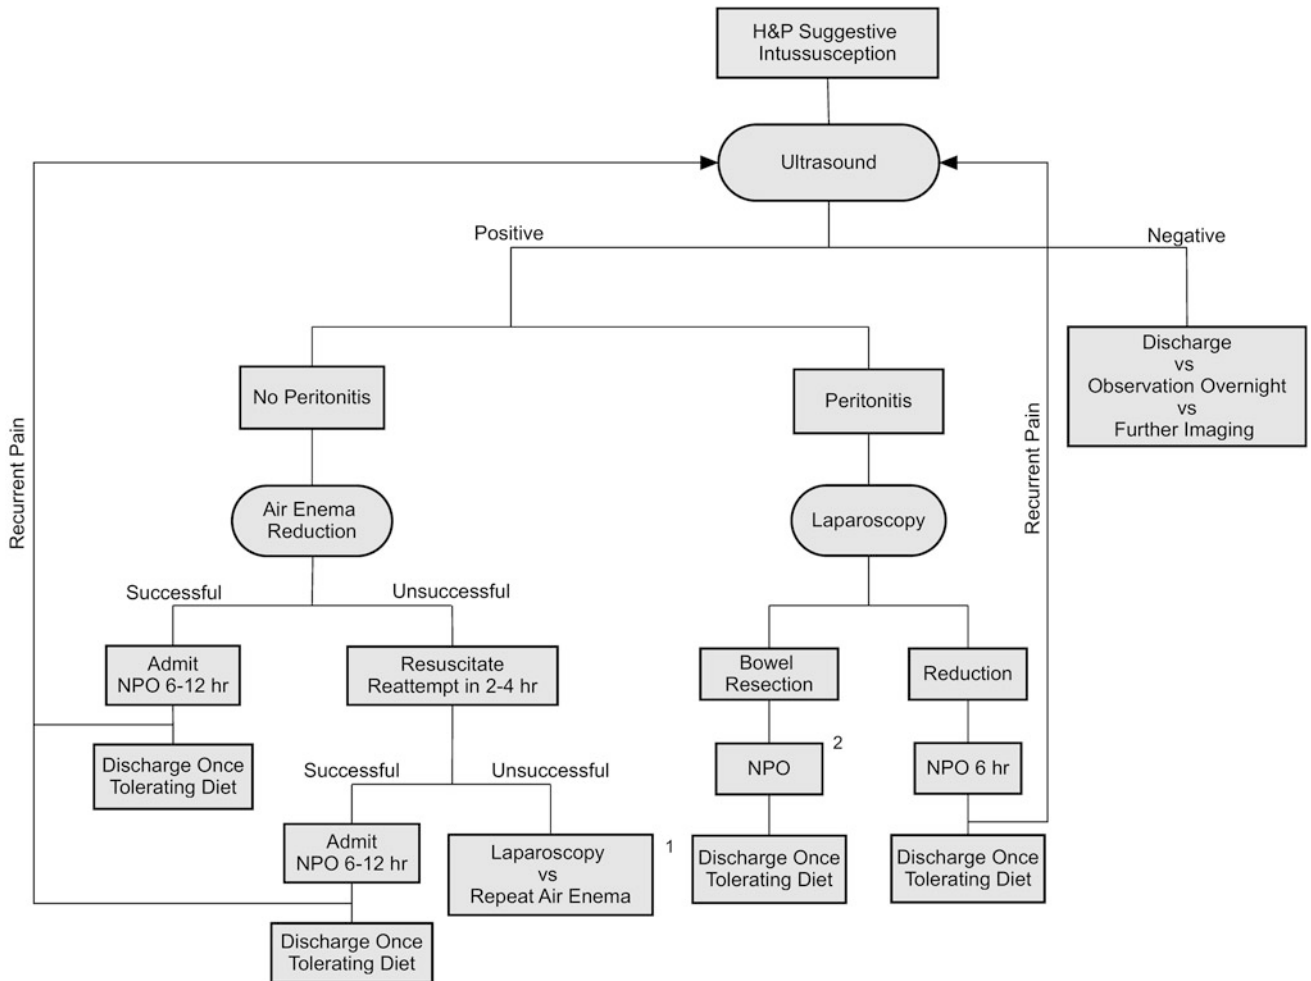 H&P Suggestive
Intussusception
Ultrasound
Positive
Negative
No Peritonitis
Peritonitis
Discharge
vs
Observation Overnight
vs
Further Imaging
Recurrent Pain
Recurrent Pain
Air Enema
Reduction
Laparoscopy
Successful
Unsuccessful
Admit
NPO 6-12 hr
Resuscitate
Reattempt in 2-4 hr
Bowel
Resection
Reduction
Discharge Once
Tolerating Diet
Successful
Unsuccessful
NPO
2
NPO 6 hr
Admit
NPO 6-12 hr
Laparoscopy
vs
Repeat Air Enema
1
Discharge Once
Tolerating Diet
Discharge Once
Tolerating Diet
Discharge Once
Tolerating Diet